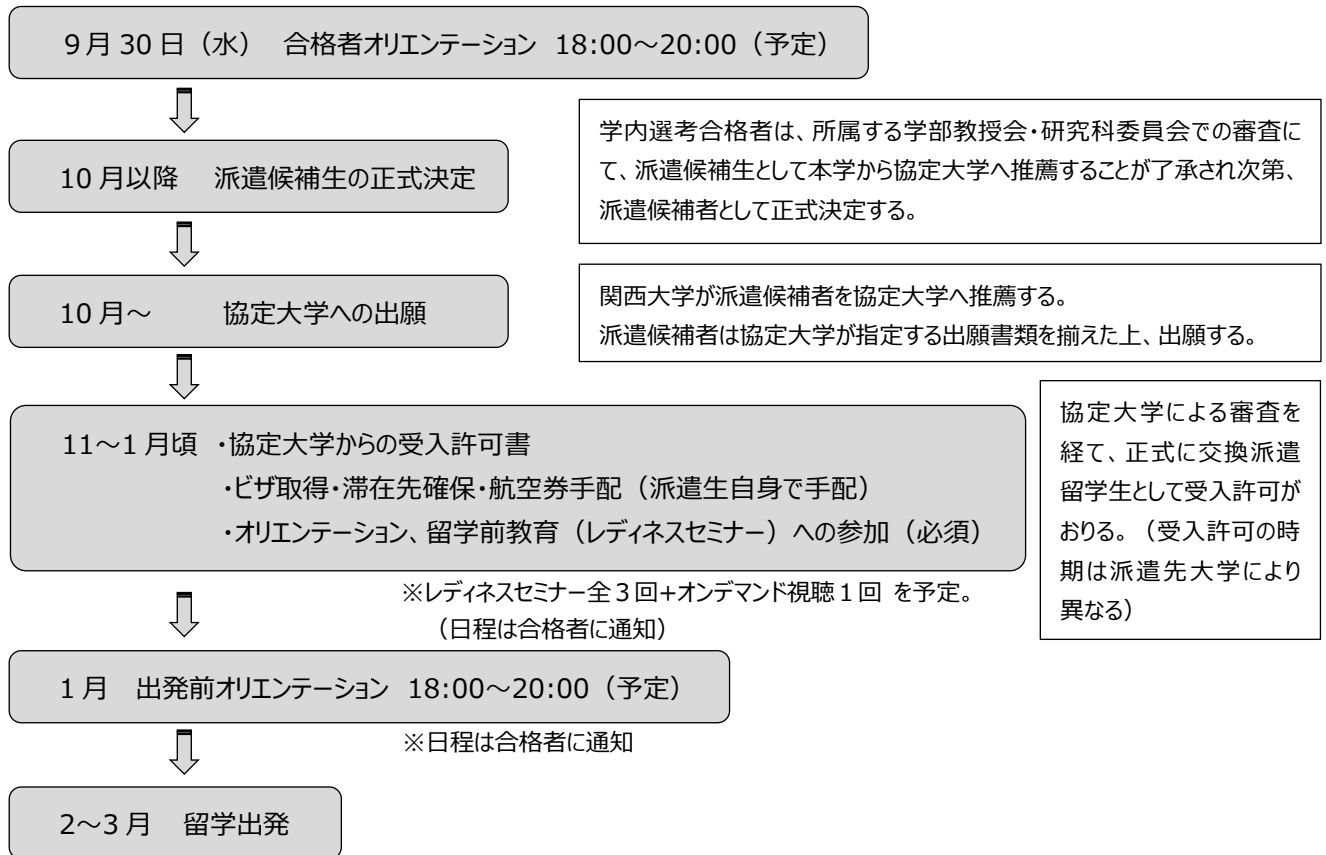 9月30日（水）　合格者オリエンテーション 18:00～20:00（予定）
10月以降　派遣候補生の正式決定
学内選考合格者は、所属する学部教授会・研究科委員会での審査に
て、派遣候補生として本学から協定大学へ推薦することが了承され次第、
派遣候補者として正式決定する。
10月～　　協定大学への出願
関西大学が派遣候補者を協定大学へ推薦する。
派遣候補者は協定大学が指定する出願書類を揃えた上、出願する。
11～1月頃 ・協定大学からの受入許可書
・ビザ取得・滞在先確保・航空券手配（派遣生自身で手配）
・オリエンテーション、留学前教育（レディネスセミナー）への参加（必須）
協定大学による審査を
経て、正式に交換派遣
留学生として受入許可が
おりる。（受入許可の時
期は派遣先大学により
異なる）
※レディネスセミナー全３回+オンデマンド視聴１回 を予定。
（日程は合格者に通知）
1月　出発前オリエンテーション 18:00～20:00（予定）
※日程は合格者に通知
2～3月　留学出発